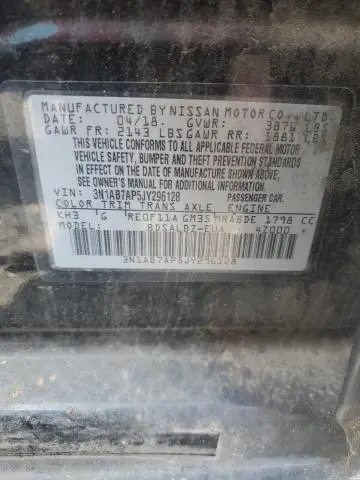 MANUFACTURED BY NISSAN MOTOR CO., LTD.
DATE: 04/18. GVWR: 3876 LBS
GAWR FR: 2143 LBS GAWR RR: 1881 LBS
THIS VEHICLE CONFORMS TO ALL APPLICABLE FEDERAL MOTOR
VEHICLE SAFETY, BUMPER AND THEFT PREVENTION STANDARDS
IN EFFECT ON THE DATE OF MANUFACTURE SHOWN ABOVE.
SEE OWNER'S MANUAL FOR ADDITIONAL INFORMATION.
VIN: 3N1AB7AP5JY296128 PASSENGER CAR.
COLOR TRIM TRANS AXLE ENGINE
KH3 'G RE0F11A GM35 MRA8DE 1798 CC
MODEL: BDSALBZ-EUA 4Z000
3N1AB7AP5JY296128